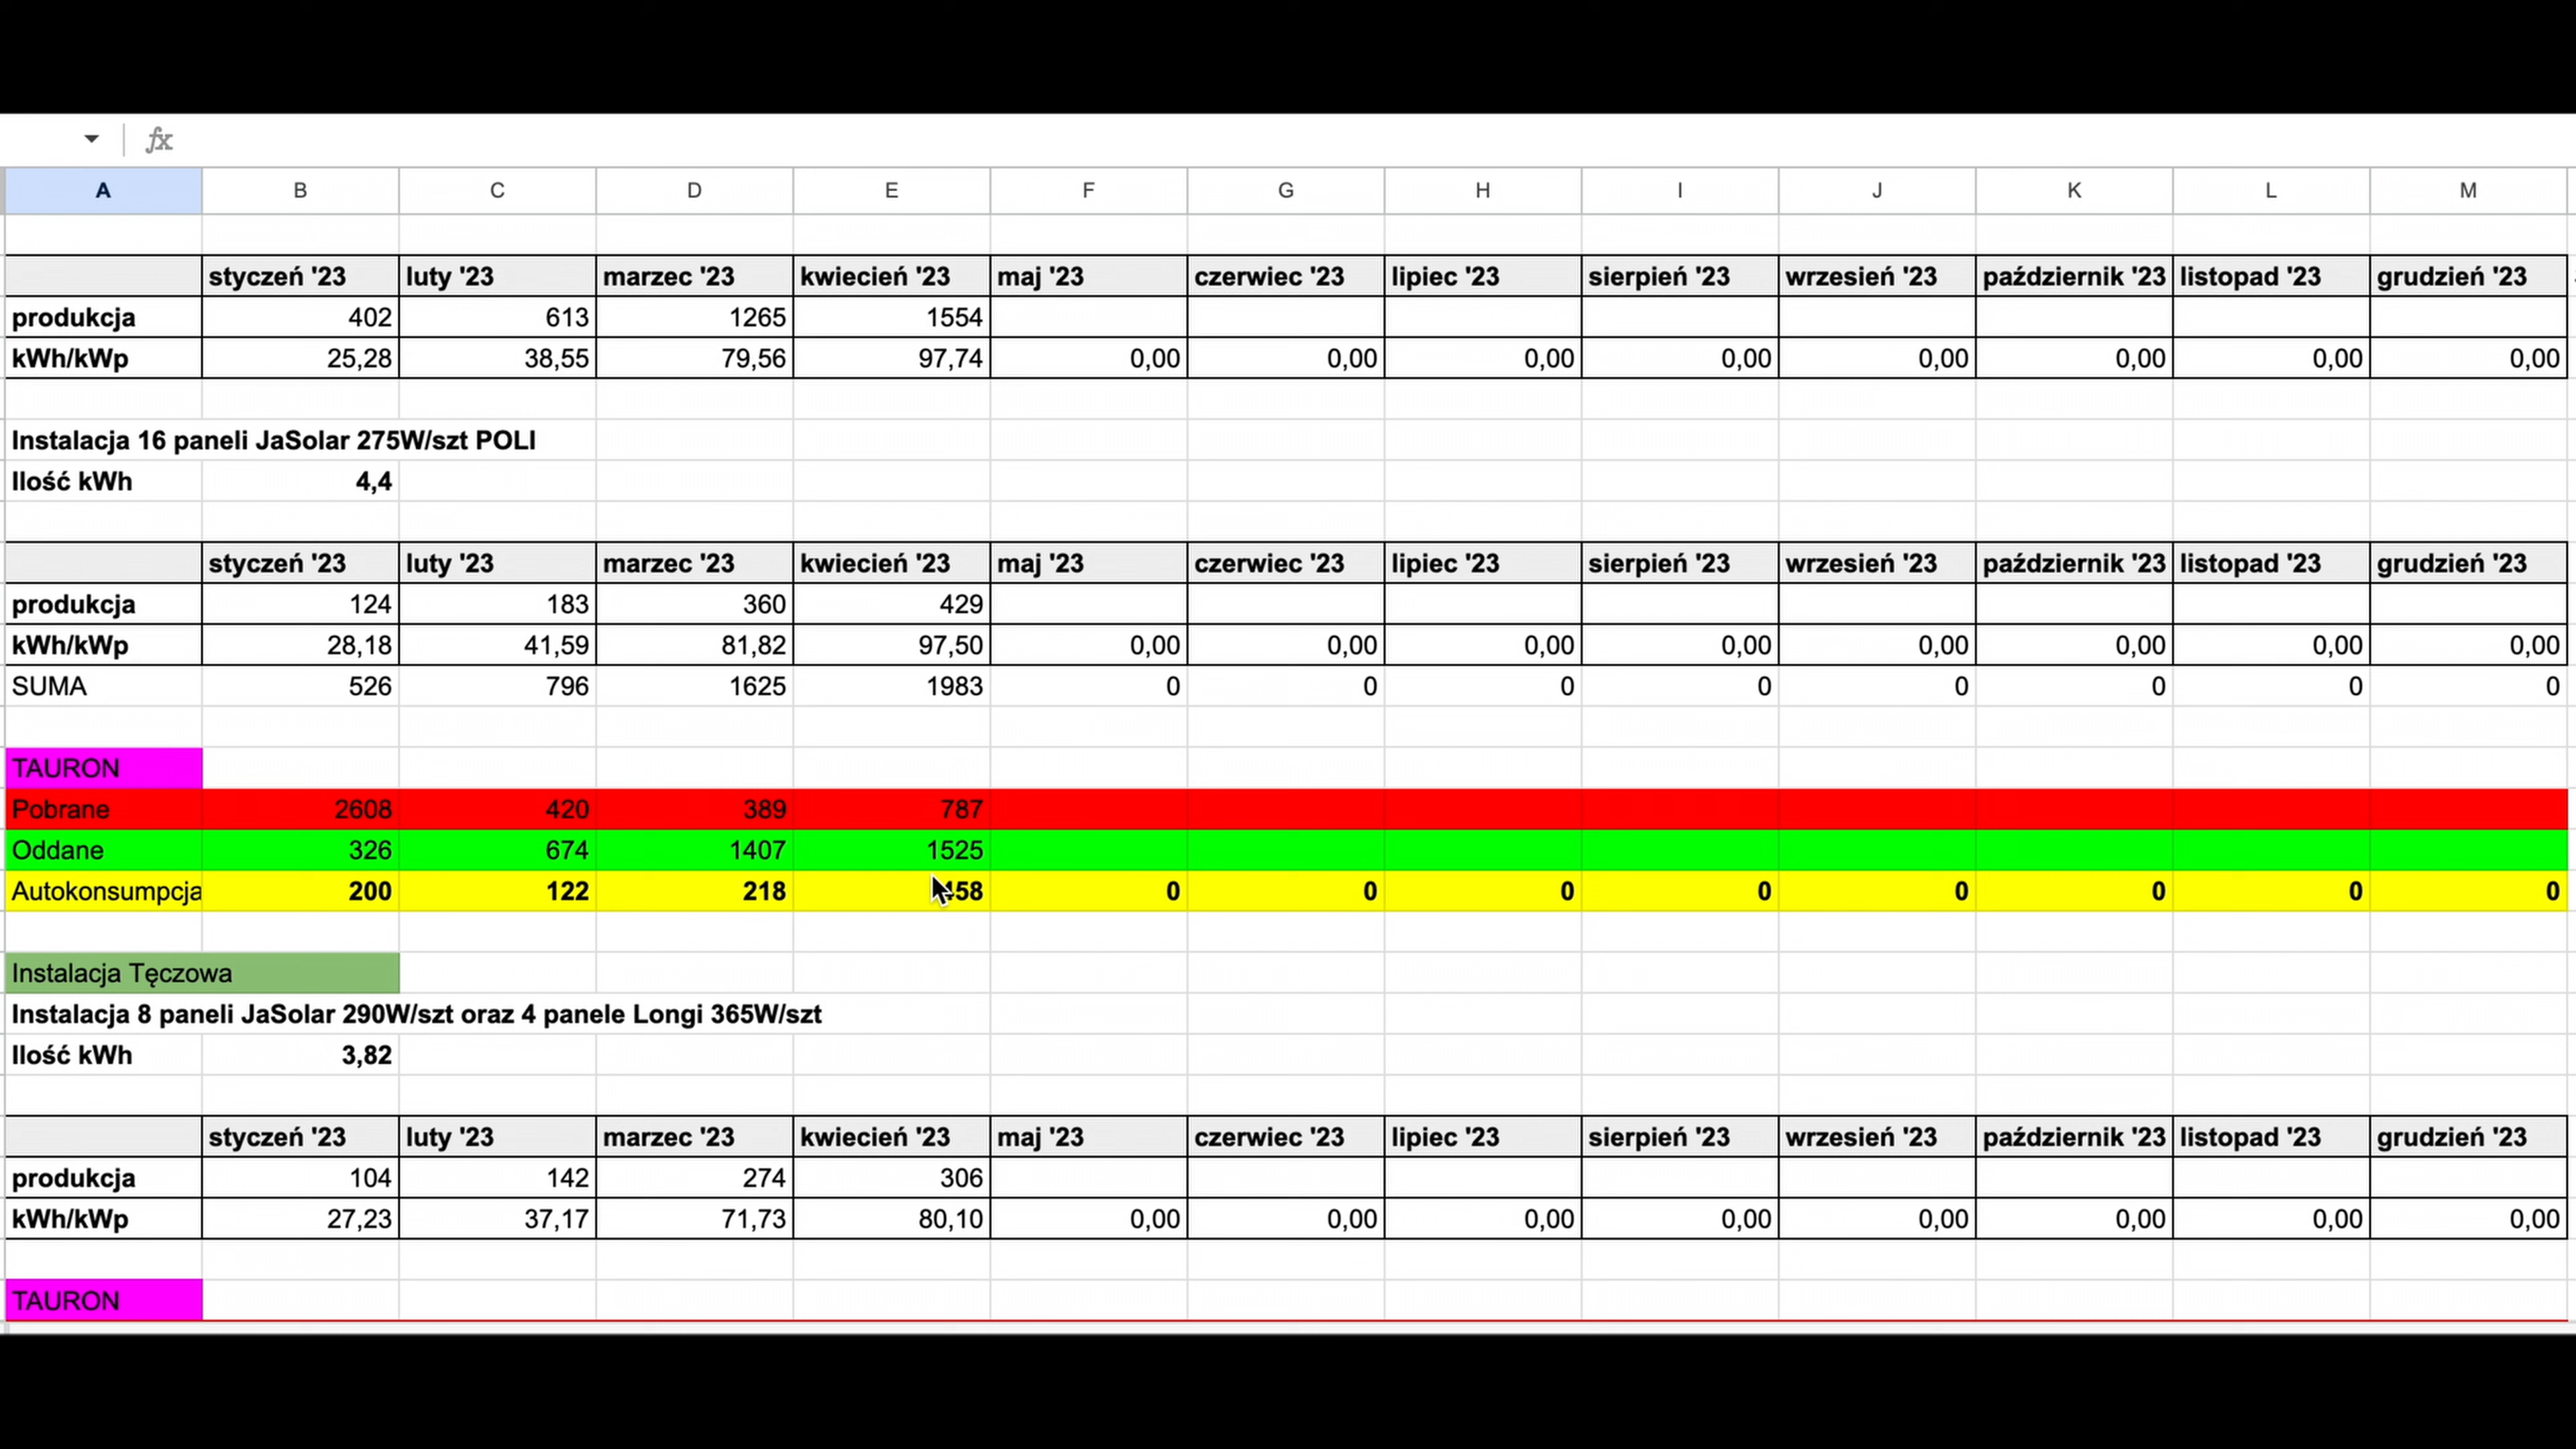 fx
A B C D E F G H I J K L M
styczeń '23 luty '23 marzec '23 kwiecień '23 maj '23 czerwiec '23 lipiec '23 sierpień '23 wrzesień '23 październik '23 listopad '23 grudzień '23
produkcja 402 613 1265 1554
kWh/kWp 25,28 38,55 79,56 97,74 0,00 0,00 0,00 0,00 0,00 0,00 0,00 0,00
Instalacja 16 paneli JaSolar 275W/szt POLI
Ilość kWh 4,4
styczeń '23 luty '23 marzec '23 kwiecień '23 maj '23 czerwiec '23 lipiec '23 sierpień '23 wrzesień '23 październik '23 listopad '23 grudzień '23
produkcja 124 183 360 429
kWh/kWp 28,18 41,59 81,82 97,50 0,00 0,00 0,00 0,00 0,00 0,00 0,00 0,00
SUMA 526 796 1625 1983 0 0 0 0 0 0 0 0
TAURON
Pobrane 2608 420 389 787
Oddane 326 674 1407 1525
Autokonsumpcja 200 122 218 0 0 0 0 0 0 0 0
Instalacja Tęczowa
Instalacja 8 paneli JaSolar 290W/szt oraz 4 panele Longi 365W/szt
Ilość kWh 3,82
styczeń '23 luty '23 marzec '23 kwiecień '23 maj '23 czerwiec '23 lipiec '23 sierpień '23 wrzesień '23 październik '23 listopad '23 grudzień '23
produkcja 104 142 274 306
kWh/kWp 27,23 37,17 71,73 80,10 0,00 0,00 0,00 0,00 0,00 0,00 0,00 0,00
TAURON